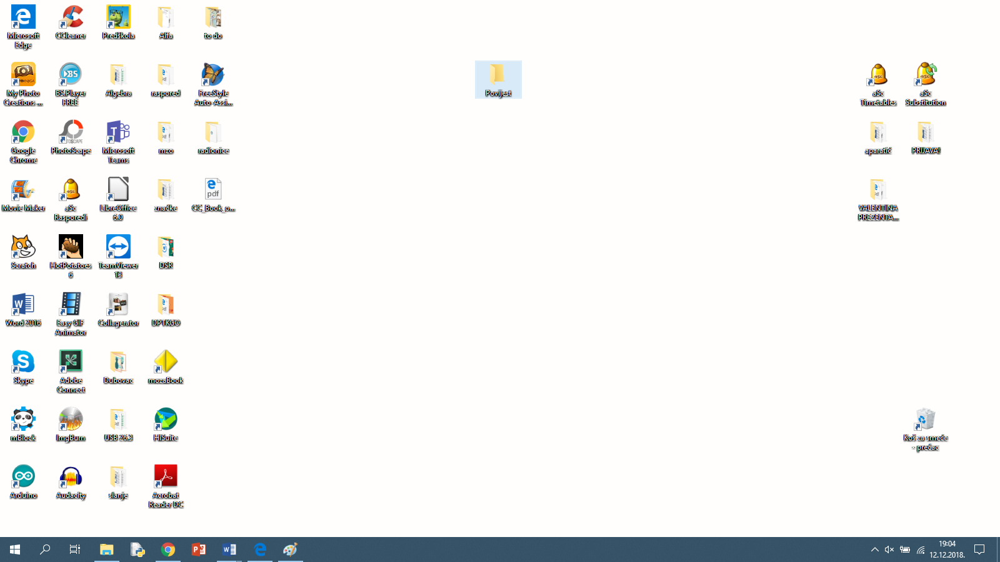 Microsoft
Edge
CCleaner
Predškola
Alfa
to do
My Photo
Creations ...
BS.Player
FREE
Algebra
raspored
FreeStyle
Auto-Assi...
Povijest
aSc
Timetables
aSc
Substitution
Google
Chrome
PhotoScape
Microsoft
Teams
mzo
radionice
aparatić
PRIJAVA!
Movie Maker
aSc
Rasporedi
LibreOffice
6.0
značke
pdf
CC_Book_o...
VALENTINA
PREZENTA...
Scratch
HotPotatoes
6
TeamViewer
13
DSR
Word 2016
Easy GIF
Animator
Collagerator
DPTKGO
Skype
Adobe
Connect
Dubovac
mozaBook
mBlock
ImgBurn
USB 26.3
HiSuite
Koš za smeće
- prečac
Arduino
Audacity
slanje
Acrobat
Reader DC
19:04
12.12.2018.